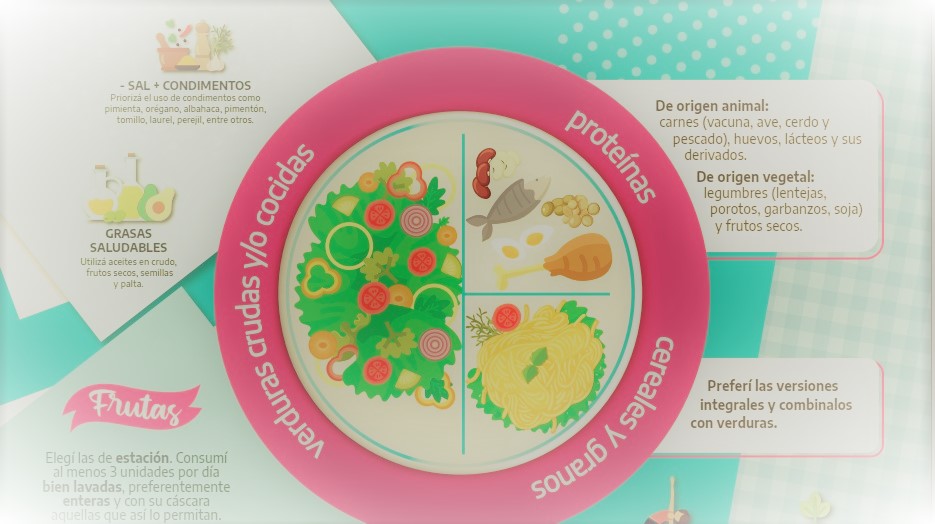 - SAL + CONDIMENTOS
Priorizá el uso de condimentos como
pimienta, orégano, albahaca, pimentón,
tomillo, laurel, perejil, entre otros.
GRASAS
SALUDABLES
Utilizá aceites en crudo,
frutos secos, semillas
y palta.
Frutas
Elegí las de estación. Consumí
al menos 3 unidades por día
bien lavadas, preferentemente
enteras y con su cáscara
aquellas que así lo permitan.
verduras crudas y/o cocidas
proteínas
cereales y granos
De origen animal:
carnes (vacuna, ave, cerdo y
pescado), huevos, lácteos y sus
derivados.
De origen vegetal:
legumbres (lentejas,
porotos, garbanzos, soja)
y frutos secos.
Preferí las versiones
integrales y combinalos
con verduras.